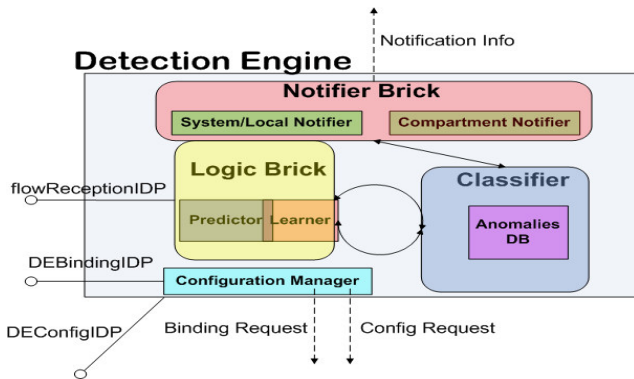 Notification Info
Detection Engine
Notifier Brick
System/Local Notifier
Compartment Notifier
Logic Brick
Classifier
flowReceptionIDP
Predictor
Learner
Anomalies
DB
DEBindingIDP
Configuration Manager
DEConfigIDP
Binding Request
Config Request